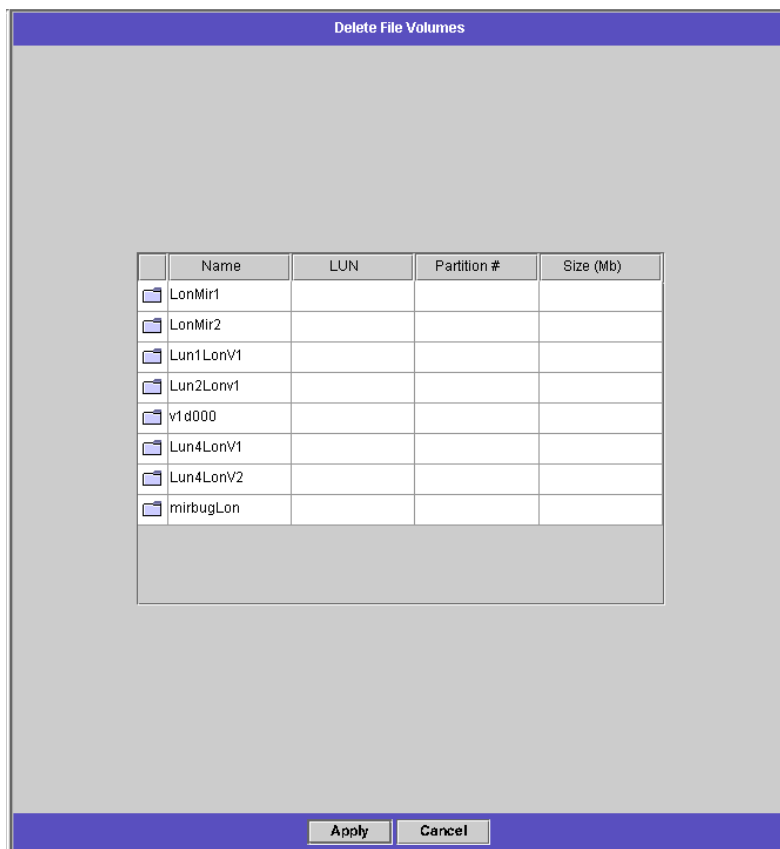 Delete File Volumes
Name LUN Partition # Size (Mb)
LonMir1
LonMir2
Lun1LonV1
Lun2Lonv1
v1d000
Lun4LonV1
Lun4LonV2
mirbugLon
Apply Cancel